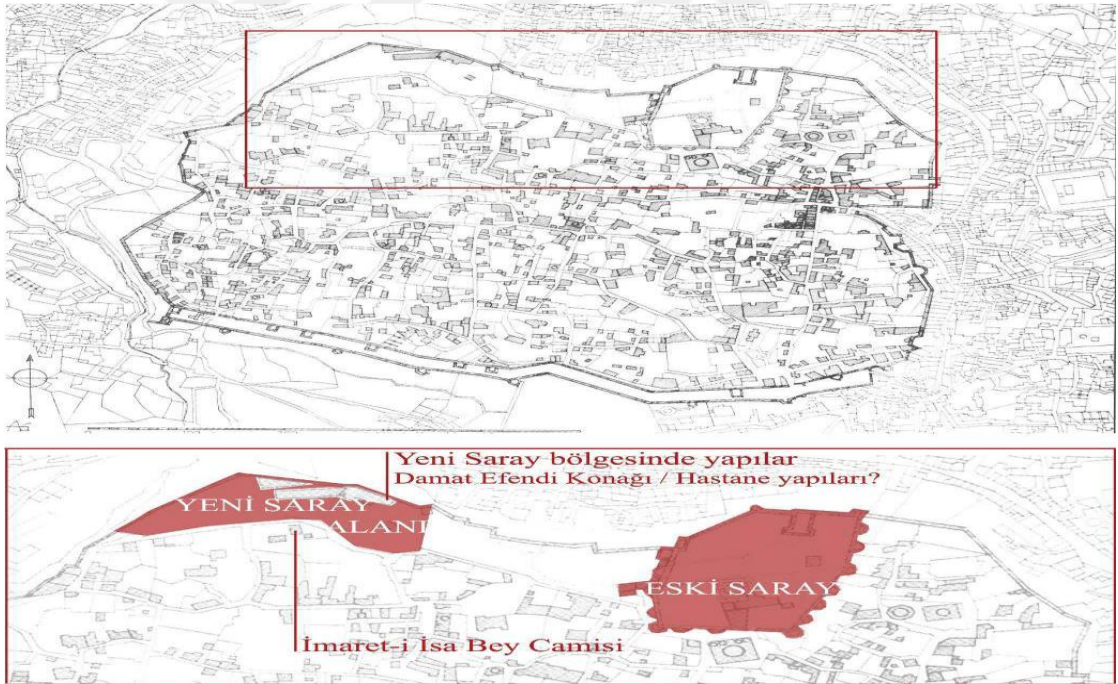 Yeni Saray bölgesinde yapılar
Damat Efendi Konağı / Hastane yapıları?
YENİ SARAY
ALANI
ESKİ SARAY
İmaret-i İsa Bey Camisi